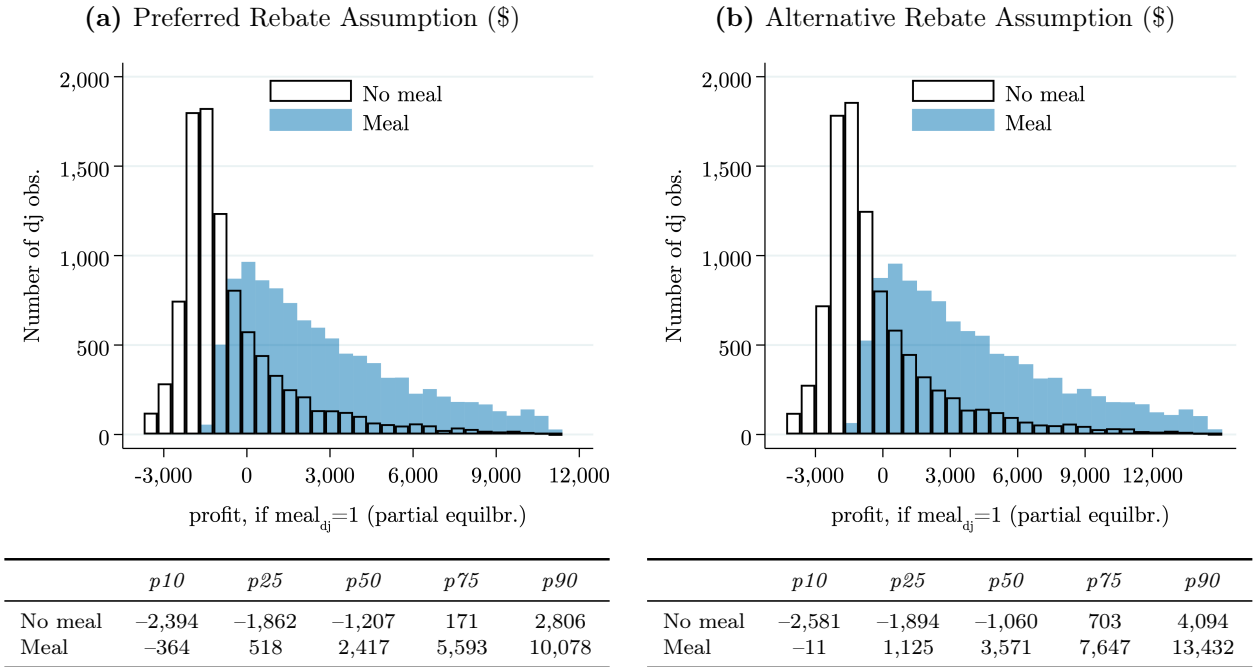 (a) Preferred Rebate Assumption ($)
2,000
1,500
1,000
500
0
Number of dj obs.
No meal
Meal
-3,000 0 3,000 6,000 9,000 12,000
profit, if meal_dj=1 (partial equilbr.)
p10 p25 p50 p75 p90
No meal –2,394 –1,862 –1,207 171 2,806
Meal –364 518 2,417 5,593 10,078
(b) Alternative Rebate Assumption ($)
2,000
1,500
1,000
500
0
Number of dj obs.
No meal
Meal
-3,000 0 3,000 6,000 9,000 12,000
profit, if meal_dj=1 (partial equilbr.)
p10 p25 p50 p75 p90
No meal –2,581 –1,894 –1,060 703 4,094
Meal –11 1,125 3,571 7,647 13,432